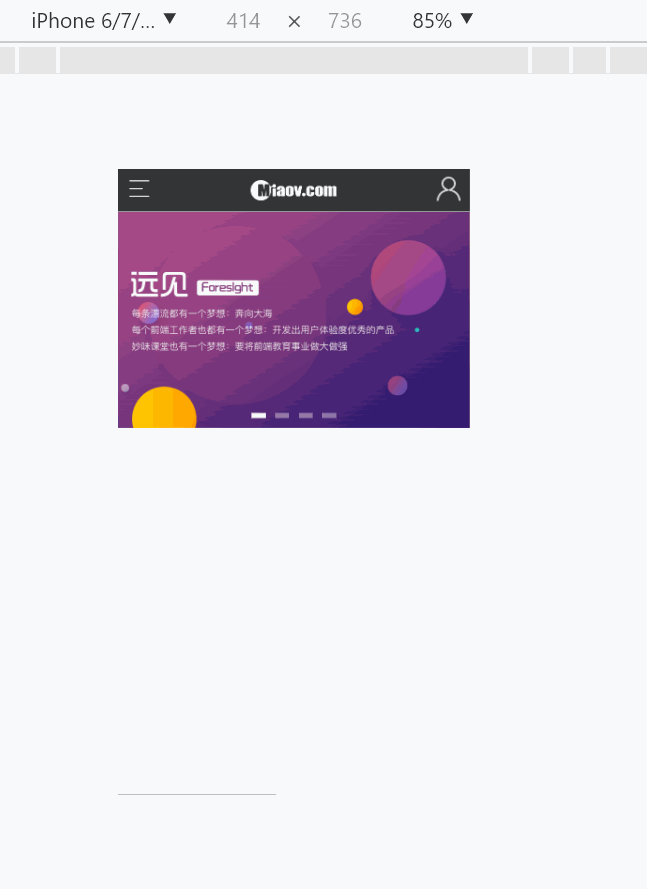 iPhone 6/7/... ▼ 414 × 736 85% ▼
Miaov.com
远见 Foresight
每条溪流都有一个梦想：奔向大海
每个前端工作者也都有一个梦想：开发出用户体验度优秀的产品
妙味课堂也有一个梦想：要将前端教育事业做大做强